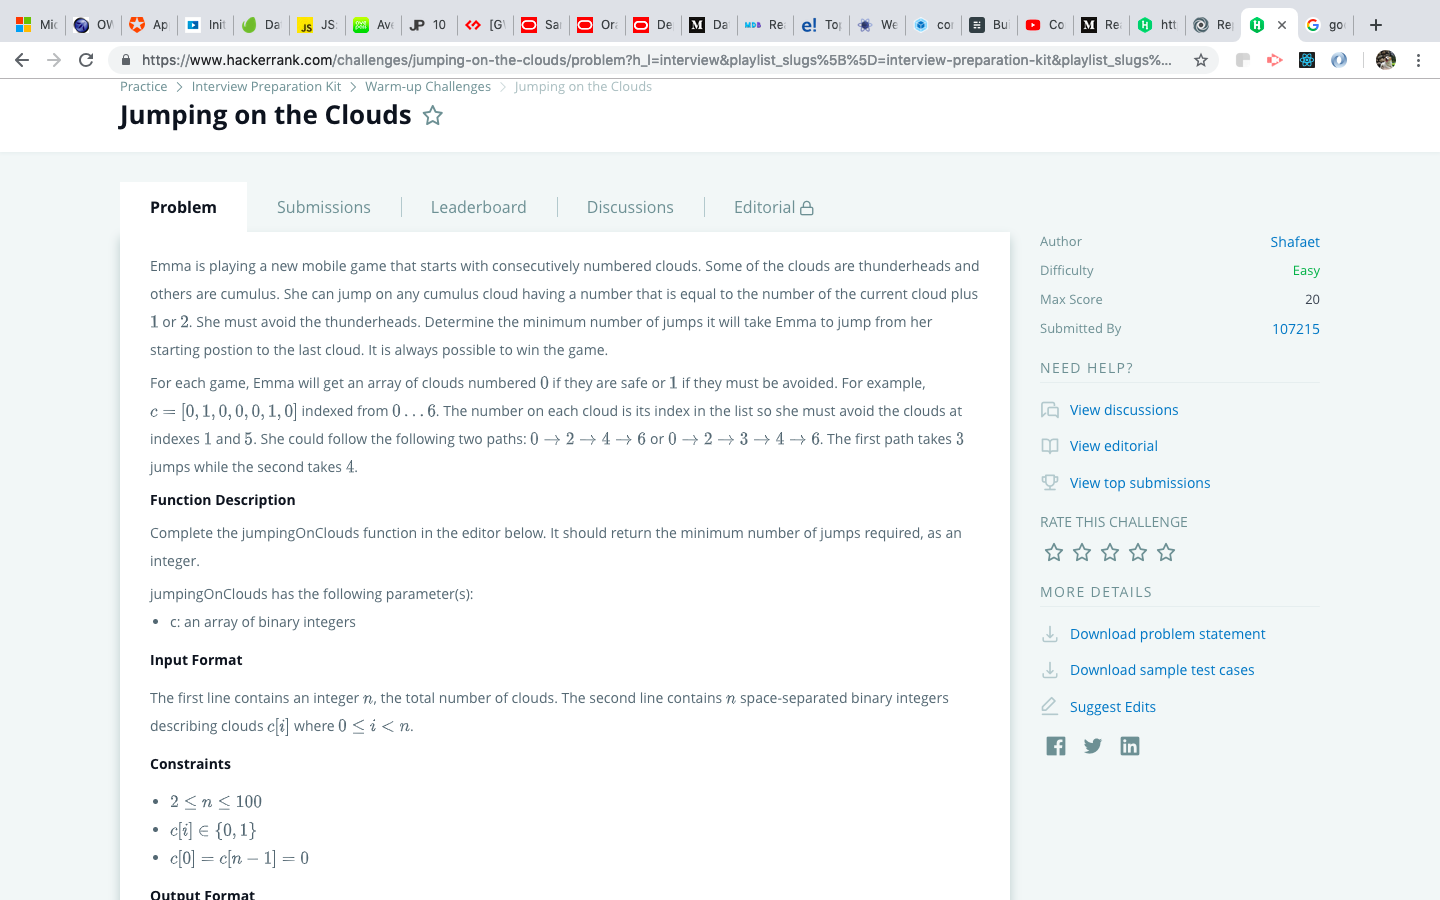 Mic OW Ap Init Da JS: Ave JP 10 [G Sa Or De M Da MDB Re: e! To We co Bu Co M Re htt Re go
https://www.hackerrank.com/challenges/jumping-on-the-clouds/problem?h_l=interview&playlist_slugs%5B%5D=interview-preparation-kit&playlist_slugs%...
Practice > Interview Preparation Kit > Warm-up Challenges > Jumping on the Clouds
Jumping on the Clouds
Problem Submissions Leaderboard Discussions Editorial
Emma is playing a new mobile game that starts with consecutively numbered clouds. Some of the clouds are thunderheads and
others are cumulus. She can jump on any cumulus cloud having a number that is equal to the number of the current cloud plus
1 or 2. She must avoid the thunderheads. Determine the minimum number of jumps it will take Emma to jump from her
starting postion to the last cloud. It is always possible to win the game.
For each game, Emma will get an array of clouds numbered 0 if they are safe or 1 if they must be avoided. For example,
c = [0, 1, 0, 0, 0, 1, 0] indexed from 0 . . . 6. The number on each cloud is its index in the list so she must avoid the clouds at
indexes 1 and 5. She could follow the following two paths: 0 → 2 → 4 → 6 or 0 → 2 → 3 → 4 → 6. The first path takes 3
jumps while the second takes 4.
Function Description
Complete the jumpingOnClouds function in the editor below. It should return the minimum number of jumps required, as an
integer.
jumpingOnClouds has the following parameter(s):
• c: an array of binary integers
Input Format
The first line contains an integer n, the total number of clouds. The second line contains n space-separated binary integers
describing clouds c[i] where 0 ≤ i < n.
Constraints
• 2 ≤ n ≤ 100
• c[i] ∈ {0, 1}
• c[0] = c[n − 1] = 0
Output Format
Author Shafaet
Difficulty Easy
Max Score 20
Submitted By 107215
NEED HELP?
View discussions
View editorial
View top submissions
RATE THIS CHALLENGE
MORE DETAILS
Download problem statement
Download sample test cases
Suggest Edits